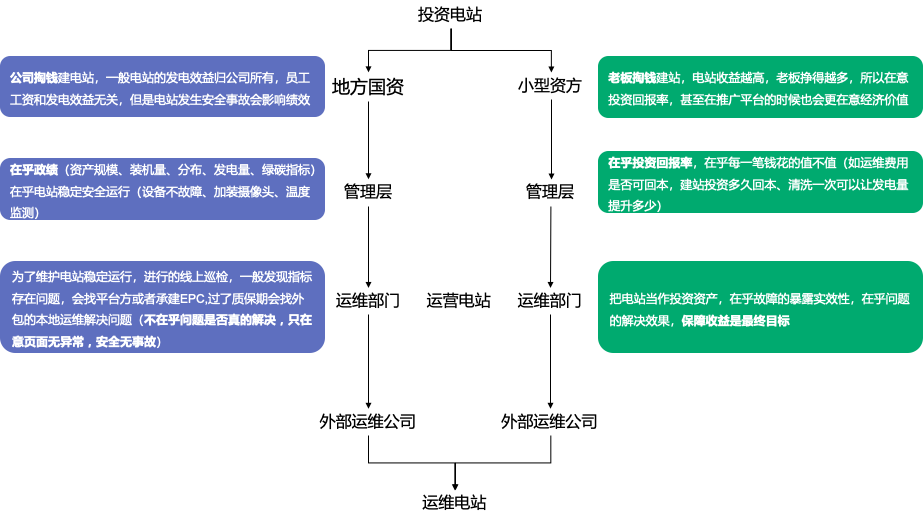 投资电站
公司掏钱建电站，一般电站的发电效益归公司所有，员工
工资和发电效益无关，但是电站发生安全事故会影响绩效
地方国资
小型资方
老板掏钱建站，电站收益越高，老板挣得越多，所以在意
投资回报率，甚至在推广平台的时候也会更在意经济价值
在乎政绩（资产规模、装机量、分布、发电量、绿碳指标）
在乎电站稳定安全运行（设备不故障、加装摄像头、温度
监测）
管理层
管理层
在乎投资回报率，在乎每一笔钱花的值不值（如运维费用
是否可回本，建站投资多久回本、清洗一次可以让发电量
提升多少）
为了维护电站稳定运行，进行的线上巡检，一般发现指标
存在问题，会找平台方或者承建EPC,过了质保期会找外
包的本地运维解决问题（不在乎问题是否真的解决，只在
意页面无异常，安全无事故）
运维部门
运营电站
运维部门
把电站当作投资资产，在乎故障的暴露实效性，在乎问题
的解决效果，保障收益是最终目标
外部运维公司
外部运维公司
运维电站